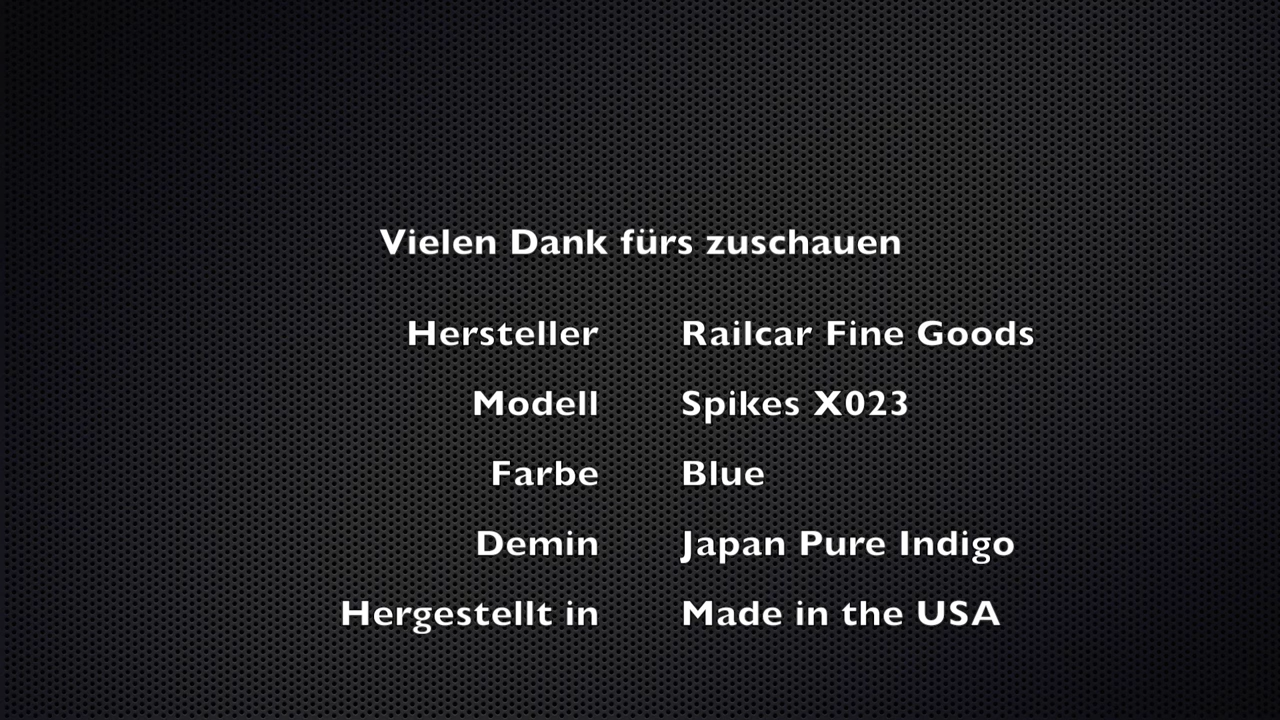 Vielen Dank fürs zuschauen
Hersteller Railcar Fine Goods
Modell Spikes X023
Farbe Blue
Demin Japan Pure Indigo
Hergestellt in Made in the USA